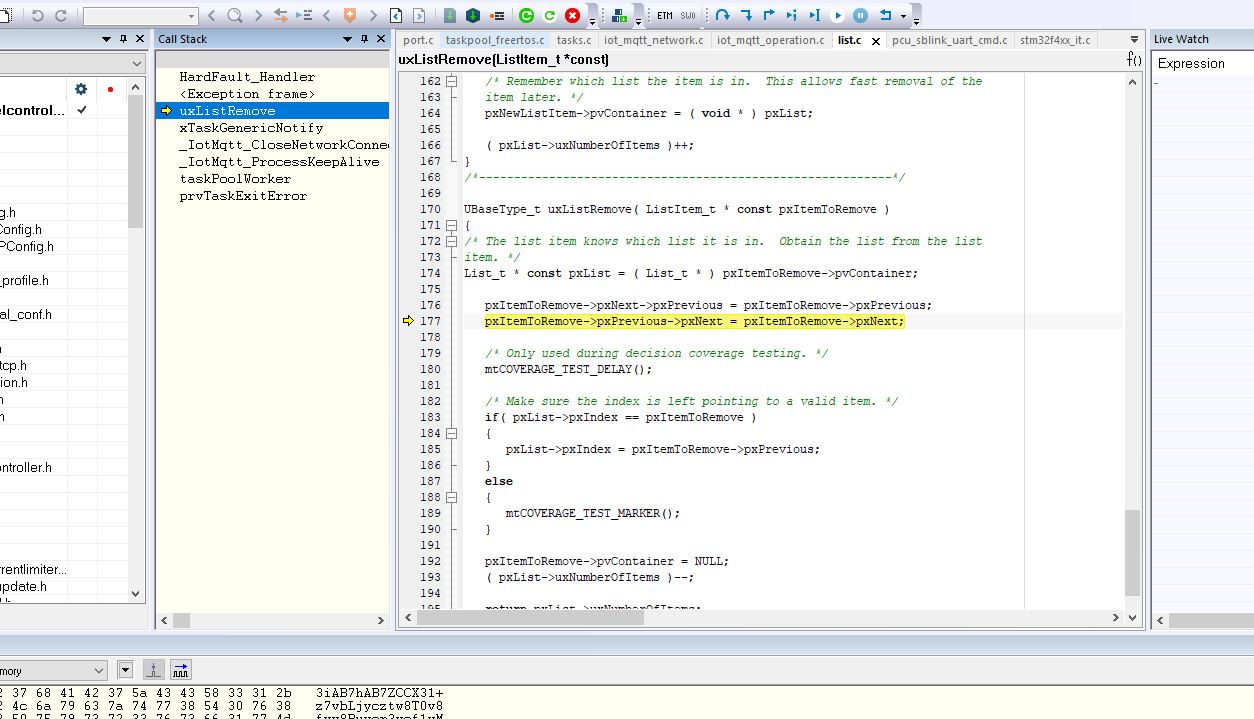 ETM SWO
Call Stack
HardFault_Handler
<Exception frame>
uxListRemove
xTaskGenericNotify
_IotMqtt_CloseNetworkConne
_IotMqtt_ProcessKeepAlive
taskPoolWorker
prvTaskExitError
elcontrol...
g.h
Config.h
PConfig.h
_profile.h
al_conf.h
tcp.h
ion.h
ntroller.h
rrentlimiter...
update.h
port.c taskpool_freertos.c tasks.c iot_mqtt_network.c iot_mqtt_operation.c list.c x pcu_sblink_uart_cmd.c stm32f4xx_it.c
uxListRemove(ListItem_t *const) f()
162 /* Remember which list the item is in.  This allows fast removal of the
163 item later. */
164 pxNewListItem->pvContainer = ( void * ) pxList;
165
166 ( pxList->uxNumberOfItems )++;
167 }
168 /*-----------------------------------------------------------*/
169
170 UBaseType_t uxListRemove( ListItem_t * const pxItemToRemove )
171 {
172 /* The list item knows which list it is in.  Obtain the list from the list
173 item. */
174 List_t * const pxList = ( List_t * ) pxItemToRemove->pvContainer;
175
176 pxItemToRemove->pxNext->pxPrevious = pxItemToRemove->pxPrevious;
177 pxItemToRemove->pxPrevious->pxNext = pxItemToRemove->pxNext;
178
179 /* Only used during decision coverage testing. */
180 mtCOVERAGE_TEST_DELAY();
181
182 /* Make sure the index is left pointing to a valid item. */
183 if( pxList->pxIndex == pxItemToRemove )
184 {
185 pxList->pxIndex = pxItemToRemove->pxPrevious;
186 }
187 else
188 {
189 mtCOVERAGE_TEST_MARKER();
190 }
191
192 pxItemToRemove->pvContainer = NULL;
193 ( pxList->uxNumberOfItems )--;
194
195 return pxList->uxNumberOfItems;
Live Watch
Expression
mory
37 68 41 42 37 5a 43 43 58 33 31 2b 3iAB7hAB7ZCCX31+
4c 6a 79 63 7a 74 77 38 54 30 76 38 z7vbLjycztw8T0v8